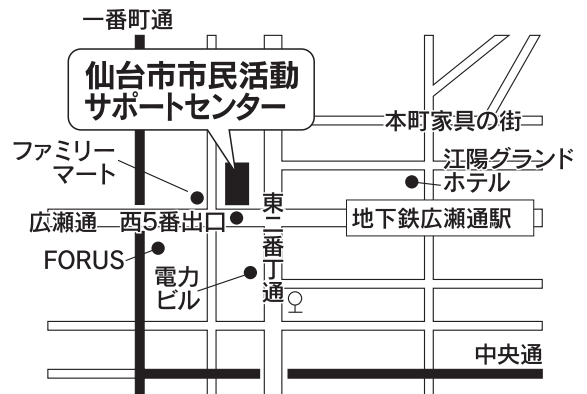 一番町通
仙台市市民活動
サポートセンター
本町家具の街
ファミリー
マート
江陽グランド
ホテル
広瀬通
西5番出口
東二番丁通
地下鉄広瀬通駅
FORUS
電力
ビル
中央通